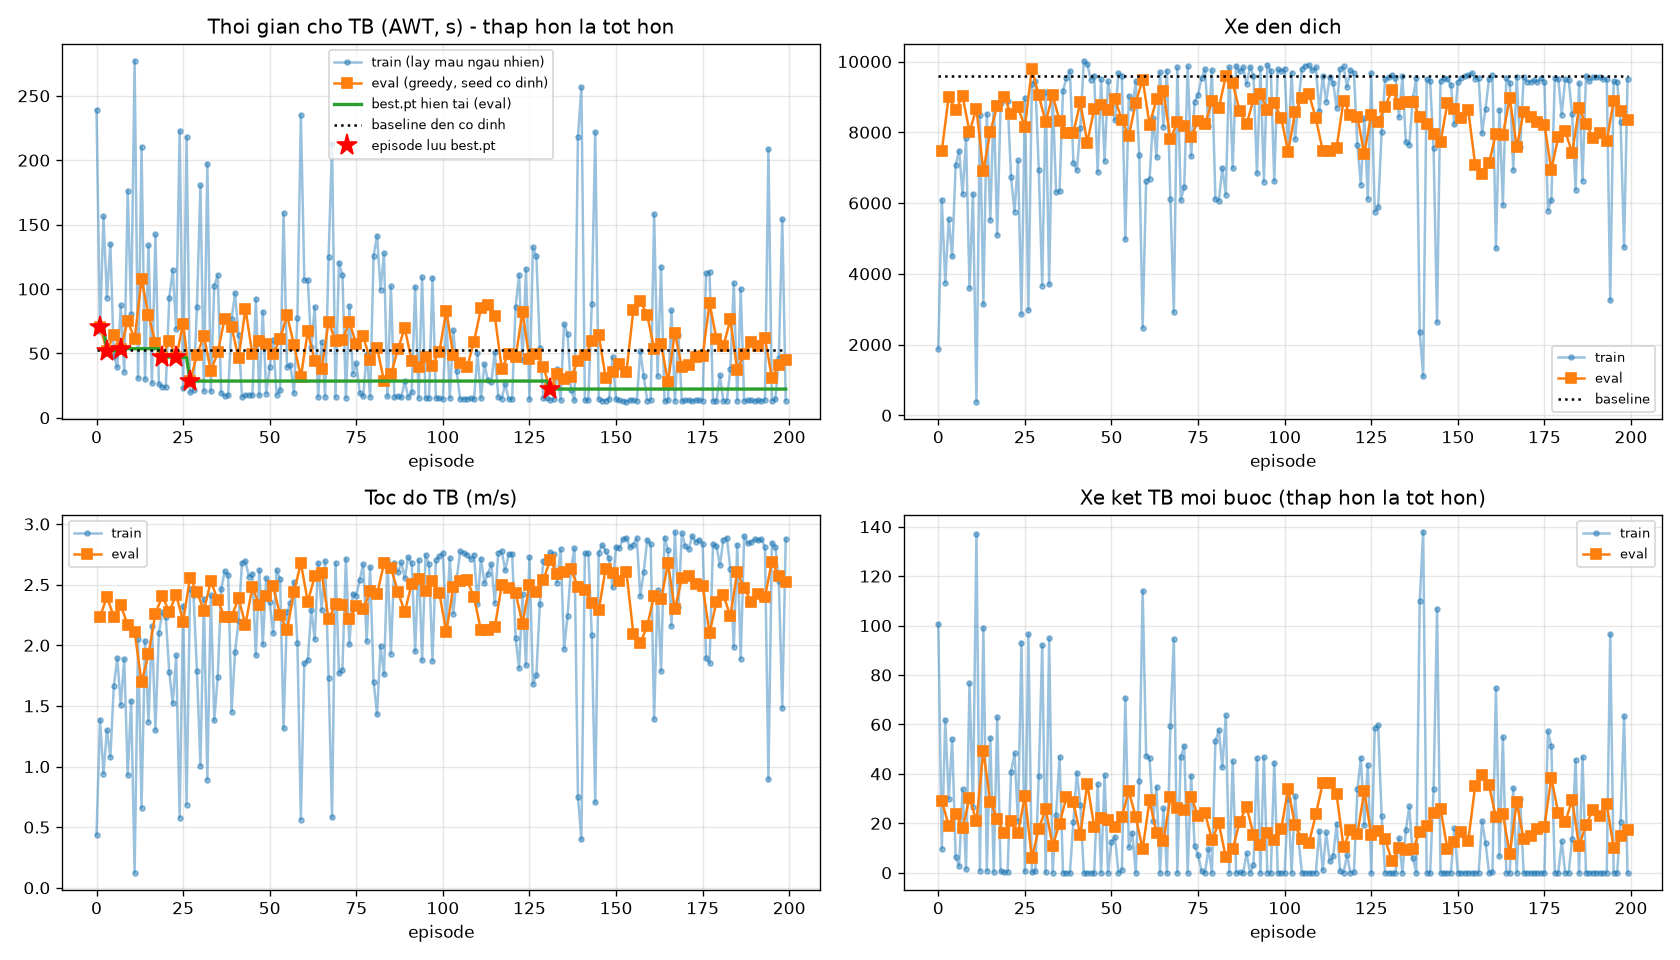 Thoi gian cho TB (AWT, s) - thap hon la tot hon
250
200
150
100
50
0
train (lay mau ngau nhien)
eval (greedy, seed co dinh)
best.pt hien tai (eval)
baseline den co dinh
episode luu best.pt
0 25 50 75 100 125 150 175 200
episode
Xe den dich
10000
8000
6000
4000
2000
0
train
eval
baseline
0 25 50 75 100 125 150 175 200
episode
Toc do TB (m/s)
3.0
2.5
2.0
1.5
1.0
0.5
0.0
train
eval
0 25 50 75 100 125 150 175 200
episode
Xe ket TB moi buoc (thap hon la tot hon)
140
120
100
80
60
40
20
0
train
eval
0 25 50 75 100 125 150 175 200
episode